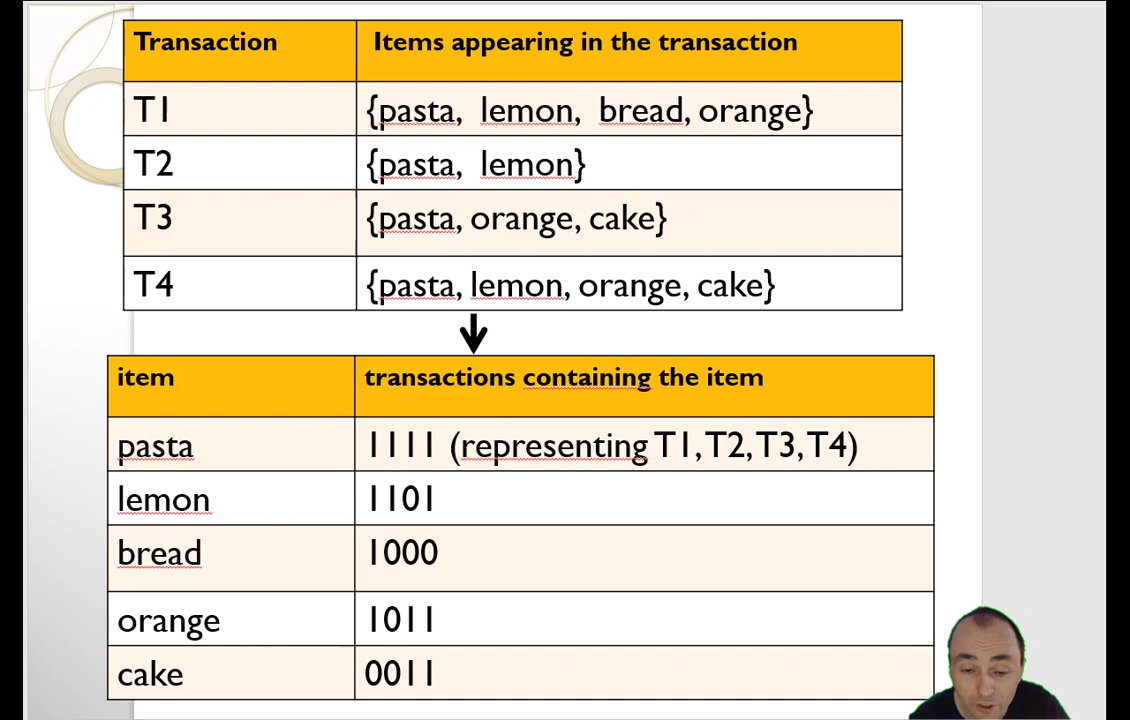 Transaction Items appearing in the transaction
T1 {pasta, lemon, bread, orange}
T2 {pasta, lemon}
T3 {pasta, orange, cake}
T4 {pasta, lemon, orange, cake}
item transactions containing the item
pasta 1111 (representing T1,T2,T3,T4)
lemon 1101
bread 1000
orange 1011
cake 0011